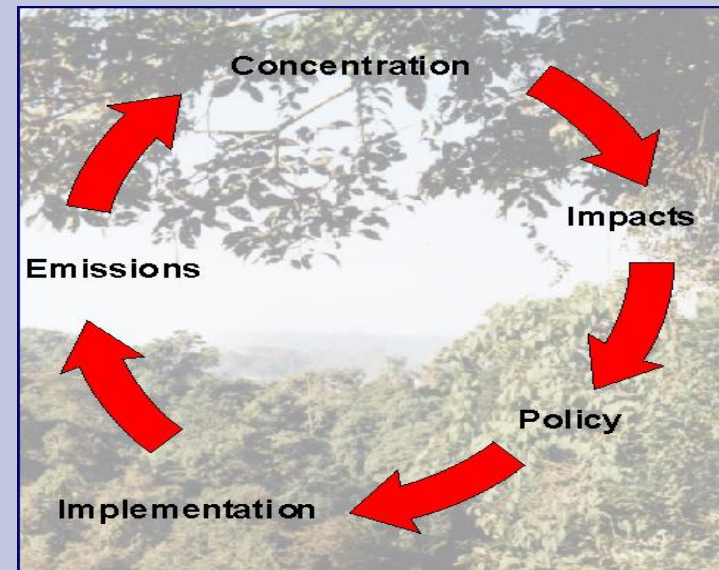 Concentration
Impacts
Emissions
Policy
Implementation